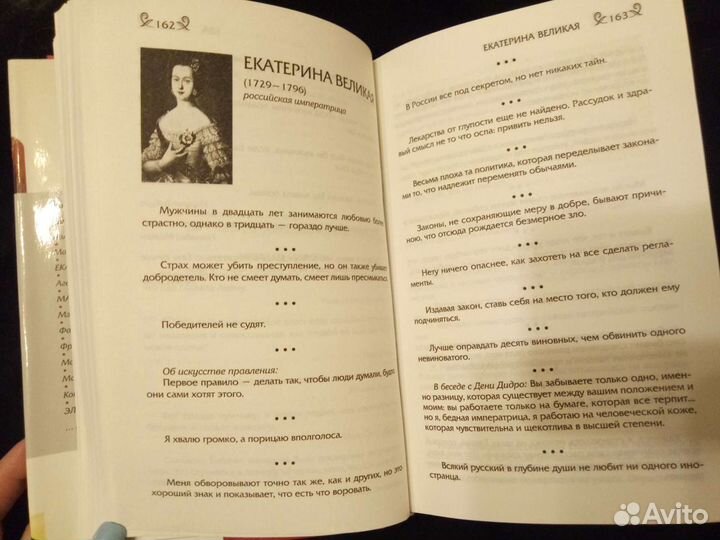 162
ЕКАТЕРИНА ВЕЛИКАЯ
(1729—1796)
российская императрица
Мужчины в двадцать лет занимаются любовью более
страстно, однако в тридцать — гораздо лучше.
• • •
Страх может убить преступление, но он также убивает
добродетель. Кто не смеет думать, смеет лишь пресмыкаться.
• • •
Победителей не судят.
• • •
Об искусстве правления:
Первое правило — делать так, чтобы люди думали, будто
они сами хотят этого.
• • •
Я хвалю громко, а порицаю вполголоса.
• • •
Меня обворовывают точно так же, как и других, но это
хороший знак и показывает, что есть что воровать.
163
ЕКАТЕРИНА ВЕЛИКАЯ
• • •
В России все под секретом, но нет никаких тайн.
• • •
Лекарства от глупости еще не найдено. Рассудок и здра-
вый смысл не то что оспа: привить нельзя.
• • •
Весьма плоха та политика, которая переделывает закона-
ми то, что надлежит переменять обычаями.
• • •
Законы, не сохраняющие меру в добре, бывают причи-
ною, что отсюда рождается безмерное зло.
• • •
Нет ничего опаснее, как захотеть на все сделать регла-
менты.
• • •
Издавая закон, ставь себя на место того, кто должен ему
подчиняться.
• • •
Лучше оправдать десять виновных, чем обвинить одного
невиноватого.
• • •
В беседе с Дени Дидро: Вы забываете только одно, имен-
но разницу, которая существует между вашим положением и
моим: вы работаете только на бумаге, которая все терпит...
но я, бедная императрица, я работаю на человеческой коже,
которая чувствительна и щекотлива в высшей степени.
• • •
Всякий русский в глубине души не любит ни одного ино-
странца.
Avito